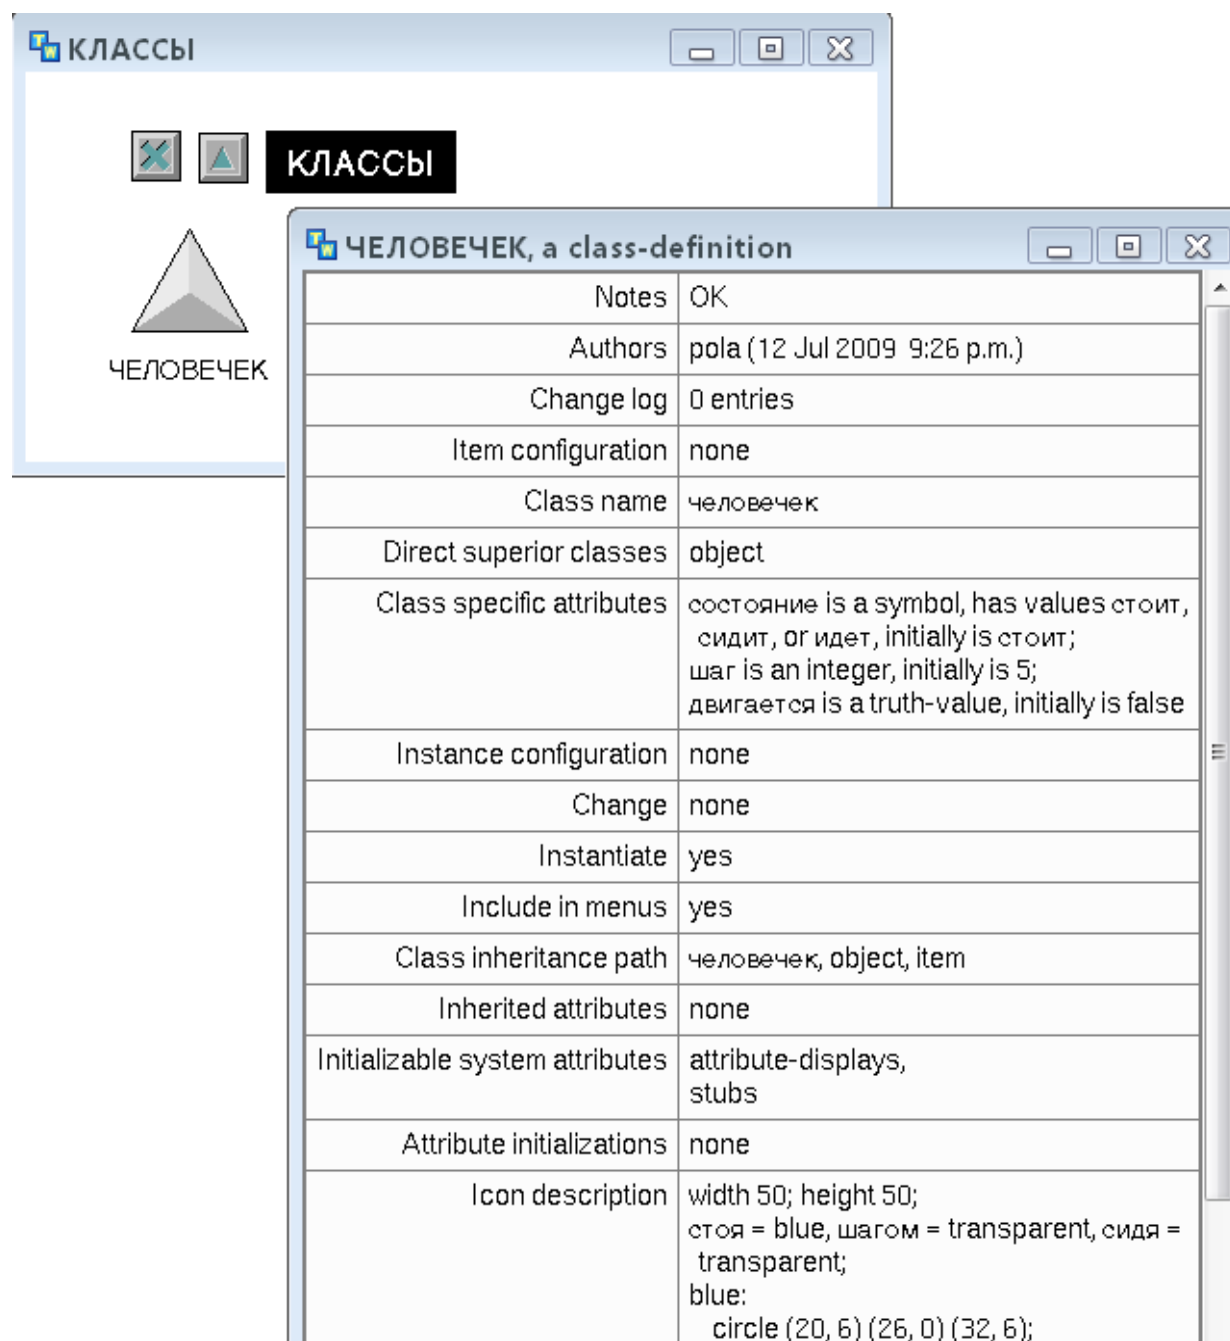 КЛАССЫ
КЛАССЫ
ЧЕЛОВЕЧЕК
ЧЕЛОВЕЧЕК, a class-definition
Notes OK
Authors pola (12 Jul 2009 9:26 p.m.)
Change log 0 entries
Item configuration none
Class name человечек
Direct superior classes object
Class specific attributes состояние is a symbol, has values стоит,
сидит, or идет, initially is стоит;
шаг is an integer, initially is 5;
двигается is a truth-value, initially is false
Instance configuration none
Change none
Instantiate yes
Include in menus yes
Class inheritance path человечек, object, item
Inherited attributes none
Initializable system attributes attribute-displays,
stubs
Attribute initializations none
Icon description width 50; height 50;
стоя = blue, шагом = transparent, сидя =
transparent;
blue:
circle (20, 6) (26, 0) (32, 6);